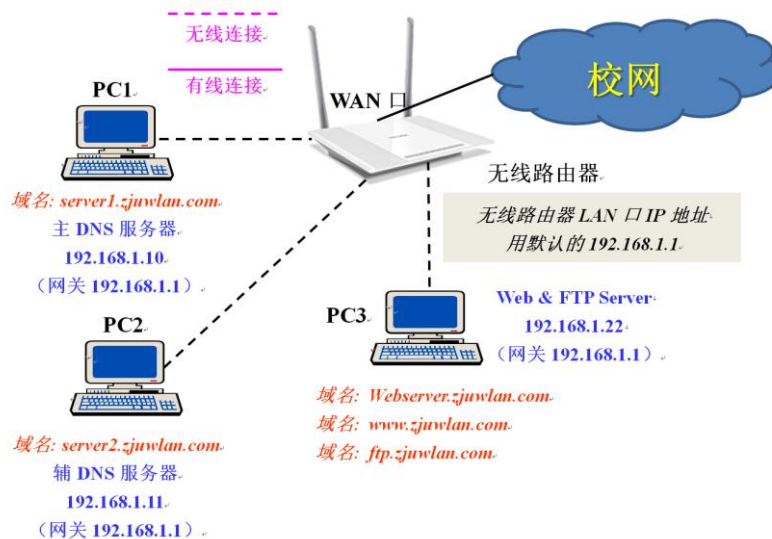 无线连接
有线连接
PC1
WAN 口
校网
域名: server1.zjuwlan.com
主 DNS 服务器
192.168.1.10
（网关 192.168.1.1）
无线路由器
无线路由器 LAN 口 IP 地址
用默认的 192.168.1.1
PC2
PC3
Web & FTP Server
192.168.1.22
（网关 192.168.1.1）
域名: Webserver.zjuwlan.com
域名: www.zjuwlan.com
域名: ftp.zjuwlan.com
域名: server2.zjuwlan.com
辅 DNS 服务器
192.168.1.11
（网关 192.168.1.1）